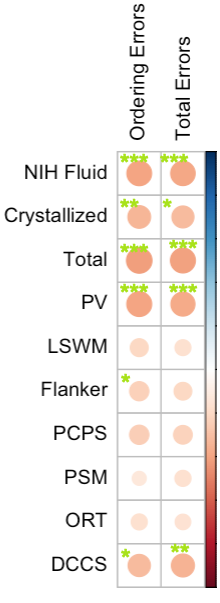 Ordering Errors
Total Errors
NIH Fluid *** ***
Crystallized ** *
Total *** ***
PV *** ***
LSWM
Flanker *
PCPS
PSM
ORT
DCCS * **